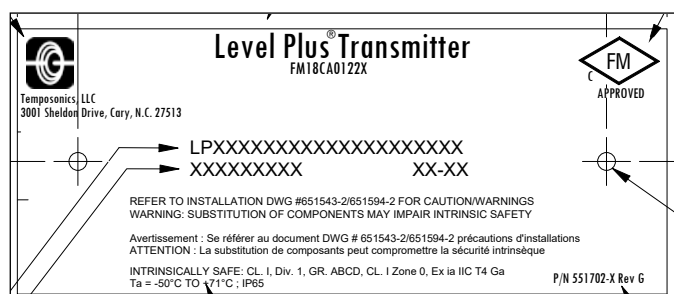 Level Plus® Transmitter
FM18CA0122X
FM
C
APPROVED
Temposonics, LLC
3001 Sheldon Drive, Cary, N.C. 27513
LPXXXXXXXXXXXXXXXXXXXXX
XXXXXXXXX XX-XX
REFER TO INSTALLATION DWG #651543-2/651594-2 FOR CAUTION/WARNINGS
WARNING: SUBSTITUTION OF COMPONENTS MAY IMPAIR INTRINSIC SAFETY
Avertissement : Se référer au document DWG # 651543-2/651594-2 précautions d'installations
ATTENTION : La substitution de composants peut compromettre la sécurité intrinsèque
INTRINSICALLY SAFE: CL. I, Div. 1, GR. ABCD, CL. I Zone 0, Ex ia IIC T4 Ga
Ta = -50°C TO +71°C ; IP65
P/N 551702-X Rev G